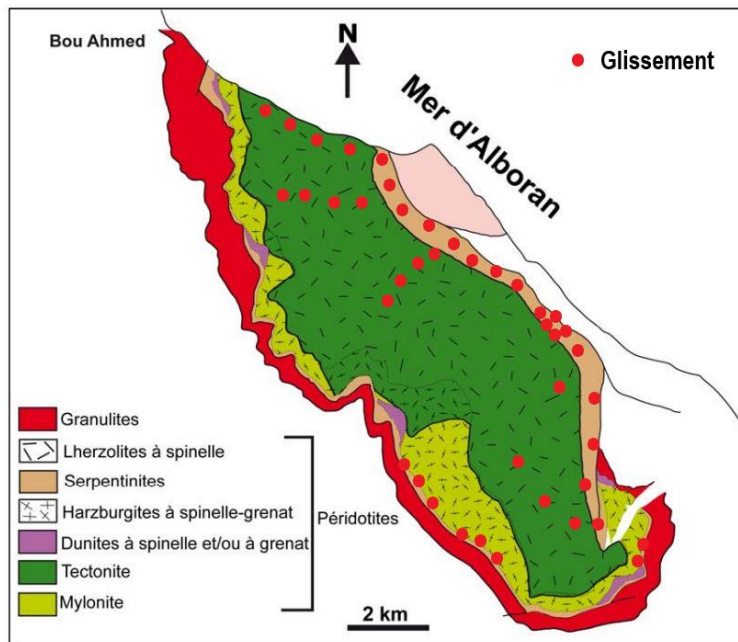 Bou Ahmed
N
Glissement
Mer d'Alboran
Granulites
Lherzolites à spinelle
Serpentinites
Harzburgites à spinelle-grenat
Dunites à spinelle et/ou à grenat
Tectonite
Mylonite
Péridotites
2 km